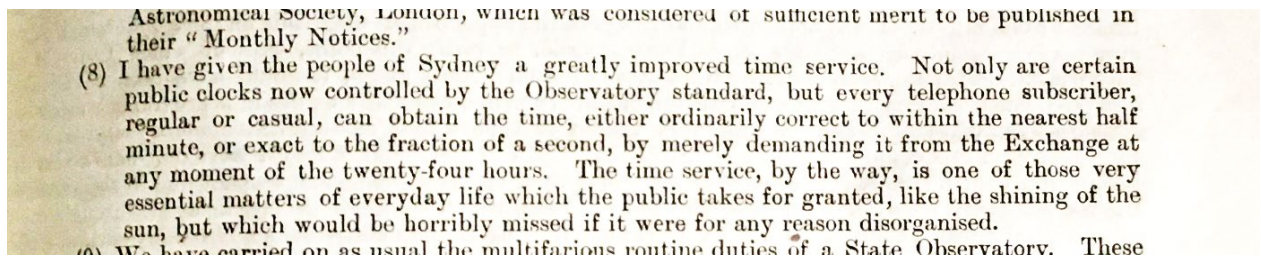 Astronomical Society, London, which was considered of sufficient merit to be published in
their “ Monthly Notices.”
(8) I have given the people of Sydney a greatly improved time service. Not only are certain
public clocks now controlled by the Observatory standard, but every telephone subscriber,
regular or casual, can obtain the time, either ordinarily correct to within the nearest half
minute, or exact to the fraction of a second, by merely demanding it from the Exchange at
any moment of the twenty-four hours. The time service, by the way, is one of those very
essential matters of everyday life which the public takes for granted, like the shining of the
sun, but which would be horribly missed if it were for any reason disorganised.
(9) We have carried on as usual the multifarious routine duties of a State Observatory. These